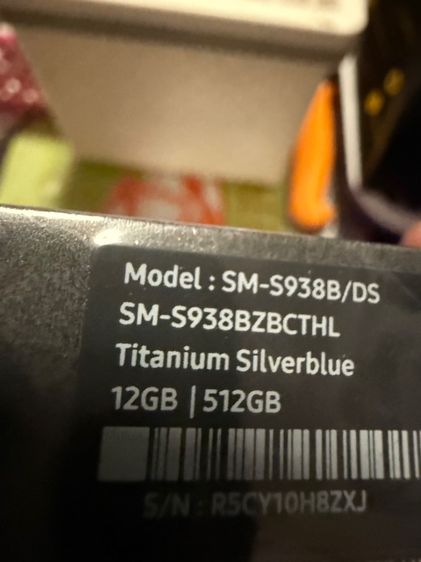 Model : SM-S938B/DS
SM-S938BZBCTHL
Titanium Silverblue
12GB | 512GB
S/N : R5CY10H8ZXJ